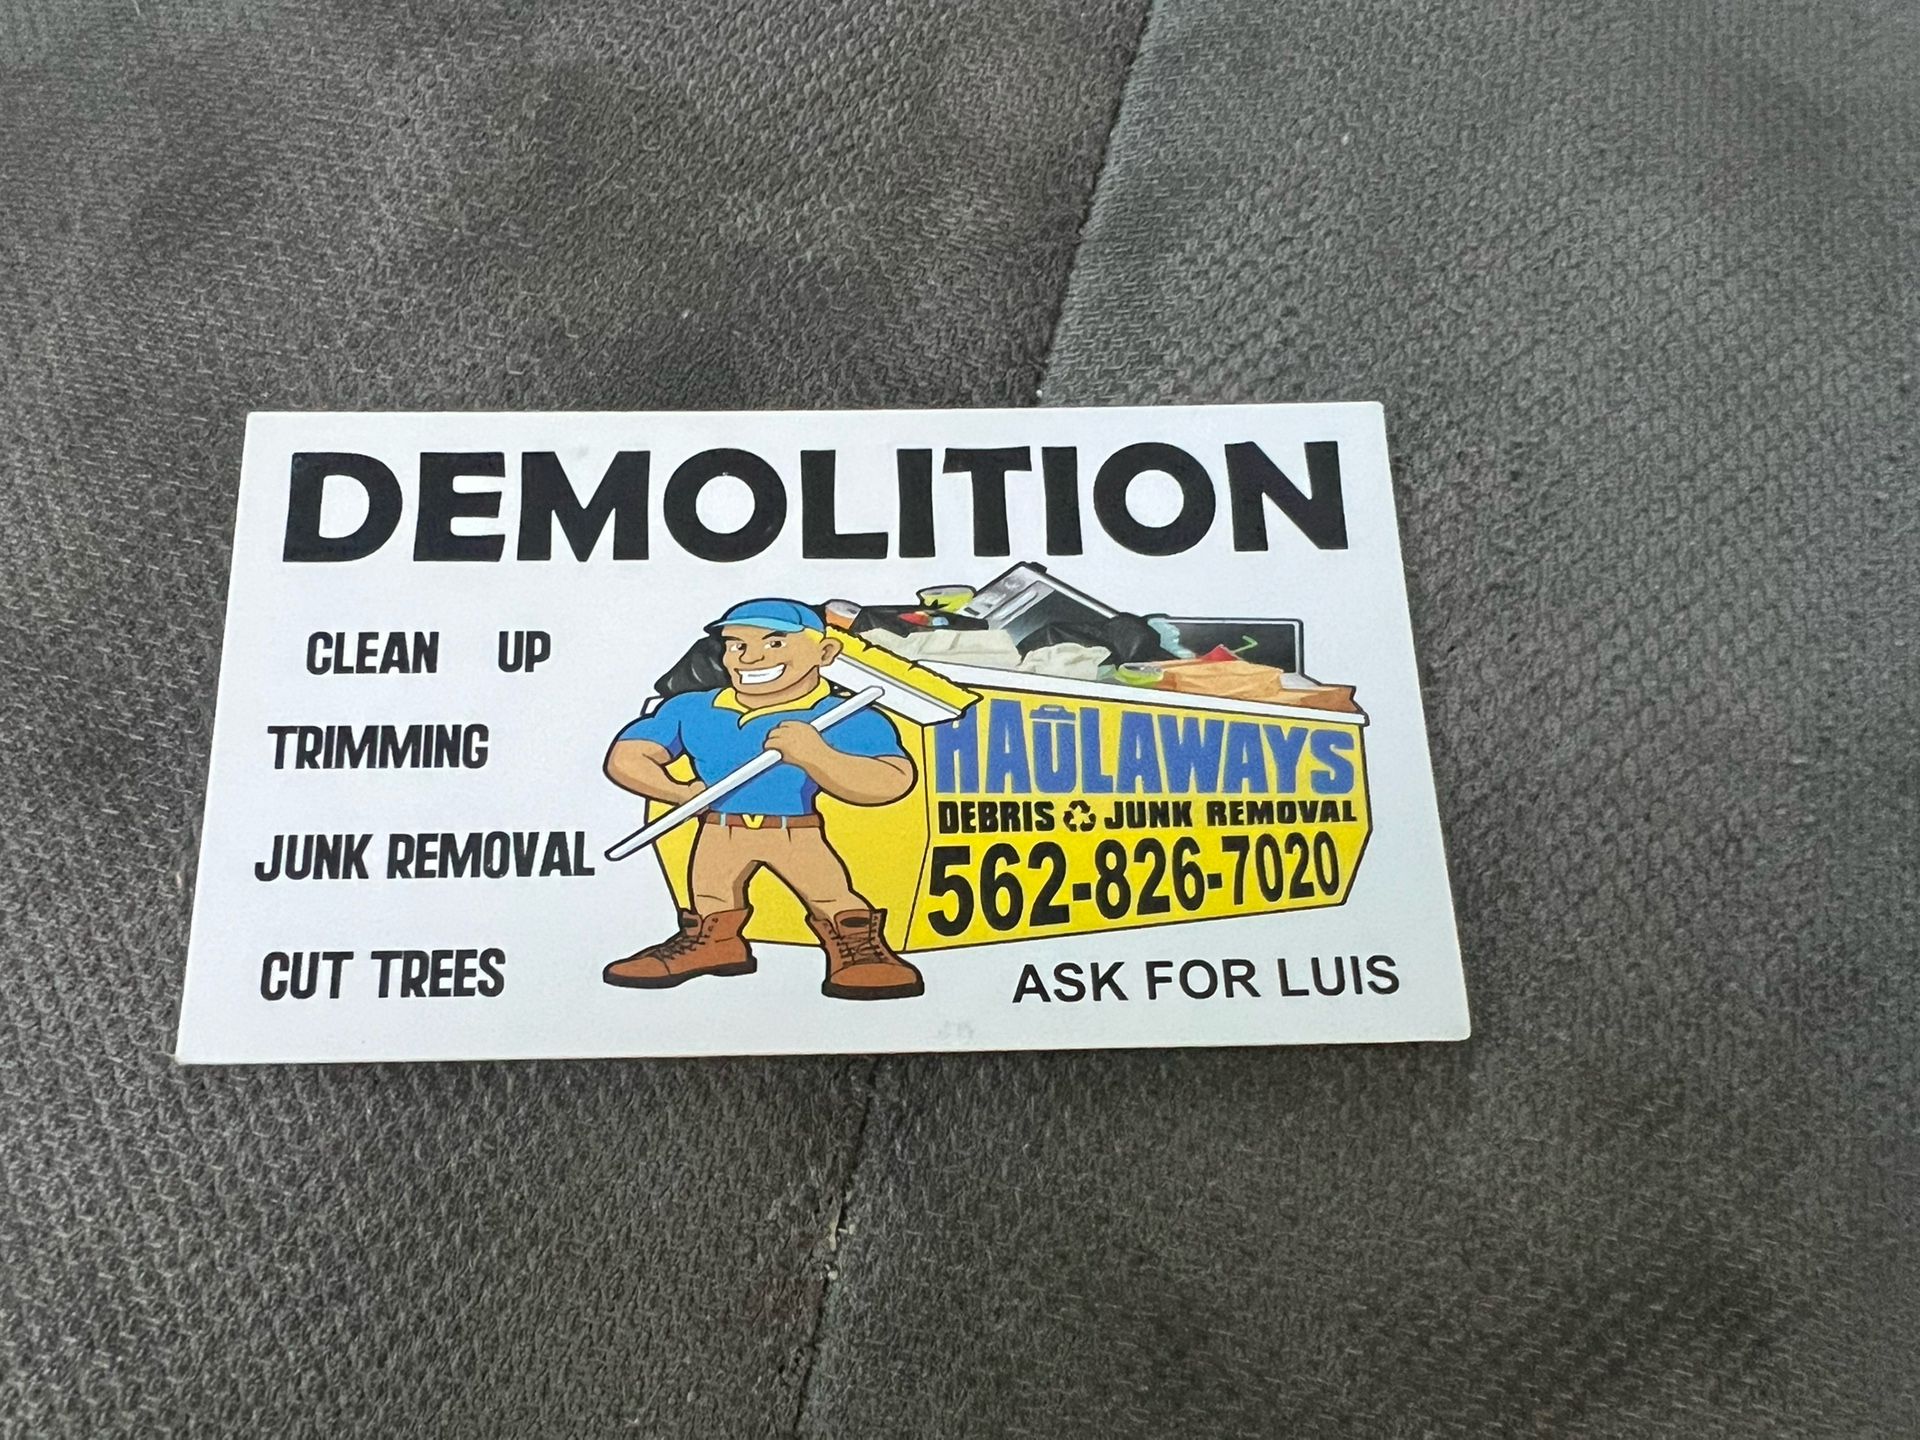 DEMOLITION
CLEAN UP
TRIMMING
JUNK REMOVAL
CUT TREES
HAULAWAYS
DEBRIS JUNK REMOVAL
562-826-7020
ASK FOR LUIS